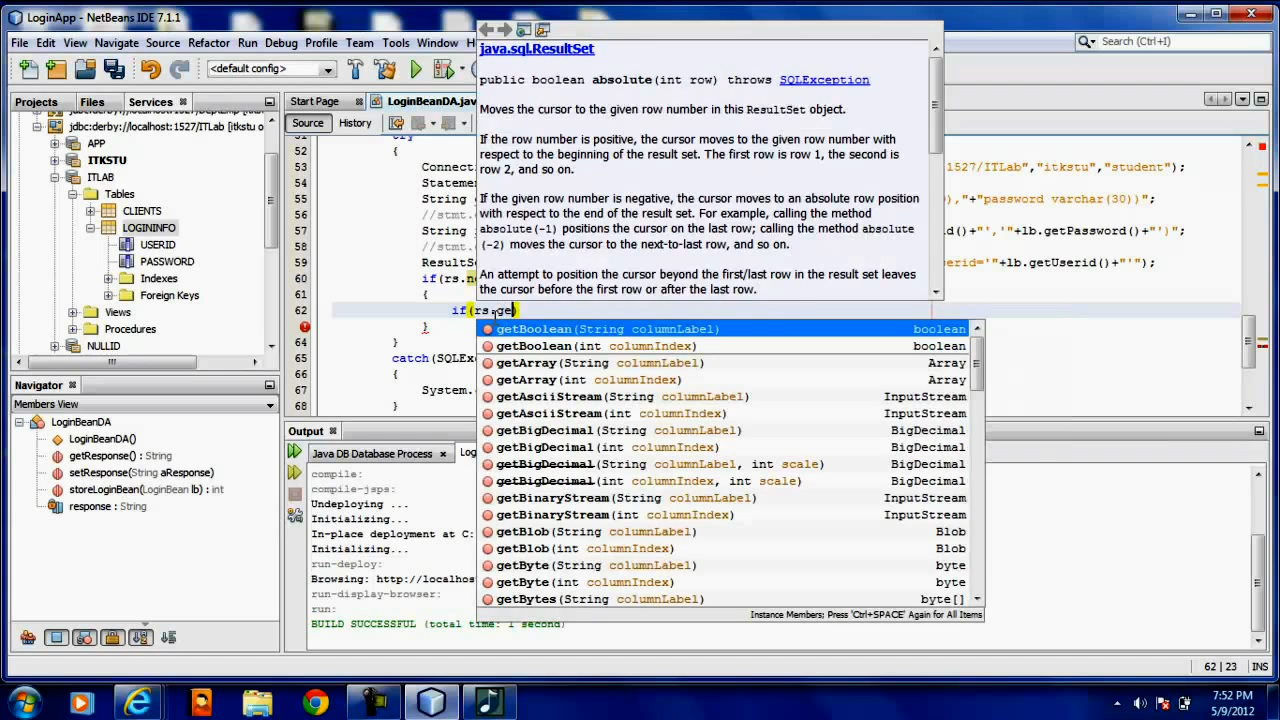 LoginApp - NetBeans IDE 7.1.1
File Edit View Navigate Source Refactor Run Debug Profile Team Tools Window
Search (Ctrl+I)
<default config>
Projects Files Services
Start Page LoginBeanDA.jav
Source History
jdbc:derby://localhost:1527/ITLab [itkstu o
APP
ITKSTU
ITLAB
Tables
CLIENTS
LOGININFO
USERID
PASSWORD
Indexes
Foreign Keys
Views
Procedures
NULLID
Navigator
Members View
LoginBeanDA
LoginBeanDA()
getResponse() : String
setResponse(String aResponse)
storeLoginBean(LoginBean lb) : int
response : String
51 try
52 {
53 Connecti 1527/ITLab","itkstu","student");
54 Statemen
55 String ),"+"password varchar(30))";
56 //stmt.
57 String ()+"','"+lb.getPassword()+"')";
58 //stmt.
59 ResultSe serid='"+lb.getUserid()+"'");
60 if(rs.ne
61 {
62 if(rs.ge)
}
64 }
65 catch(SQLExc
66 {
67 System.
68 }
java.sql.ResultSet
public boolean absolute(int row) throws SQLException
Moves the cursor to the given row number in this ResultSet object.
If the row number is positive, the cursor moves to the given row number with
respect to the beginning of the result set. The first row is row 1, the second is
row 2, and so on.
If the given row number is negative, the cursor moves to an absolute row position
with respect to the end of the result set. For example, calling the method
absolute(-1) positions the cursor on the last row; calling the method absolute
(-2) moves the cursor to the next-to-last row, and so on.
An attempt to position the cursor beyond the first/last row in the result set leaves
the cursor before the first row or after the last row.
getBoolean(String columnLabel) boolean
getBoolean(int columnIndex) boolean
getArray(String columnLabel) Array
getArray(int columnIndex) Array
getAsciiStream(String columnLabel) InputStream
getAsciiStream(int columnIndex) InputStream
getBigDecimal(String columnLabel) BigDecimal
getBigDecimal(int columnIndex) BigDecimal
getBigDecimal(String columnLabel, int scale) BigDecimal
getBigDecimal(int columnIndex, int scale) BigDecimal
getBinaryStream(String columnLabel) InputStream
getBinaryStream(int columnIndex) InputStream
getBlob(String columnLabel) Blob
getBlob(int columnIndex) Blob
getByte(String columnLabel) byte
getByte(int columnIndex) byte
getBytes(String columnLabel) byte[]
Instance Members; Press 'Ctrl+SPACE' Again for All Items
Output
Java DB Database Process Lo
compile:
compile-jsps:
Undeploying ...
Initializing...
In-place deployment at C:
Initializing...
run-deploy:
Browsing: http://localhos
run-display-browser:
run:
BUILD SUCCESSFUL (total time: 1 second)
62 | 23 INS
7:52 PM
5/9/2012